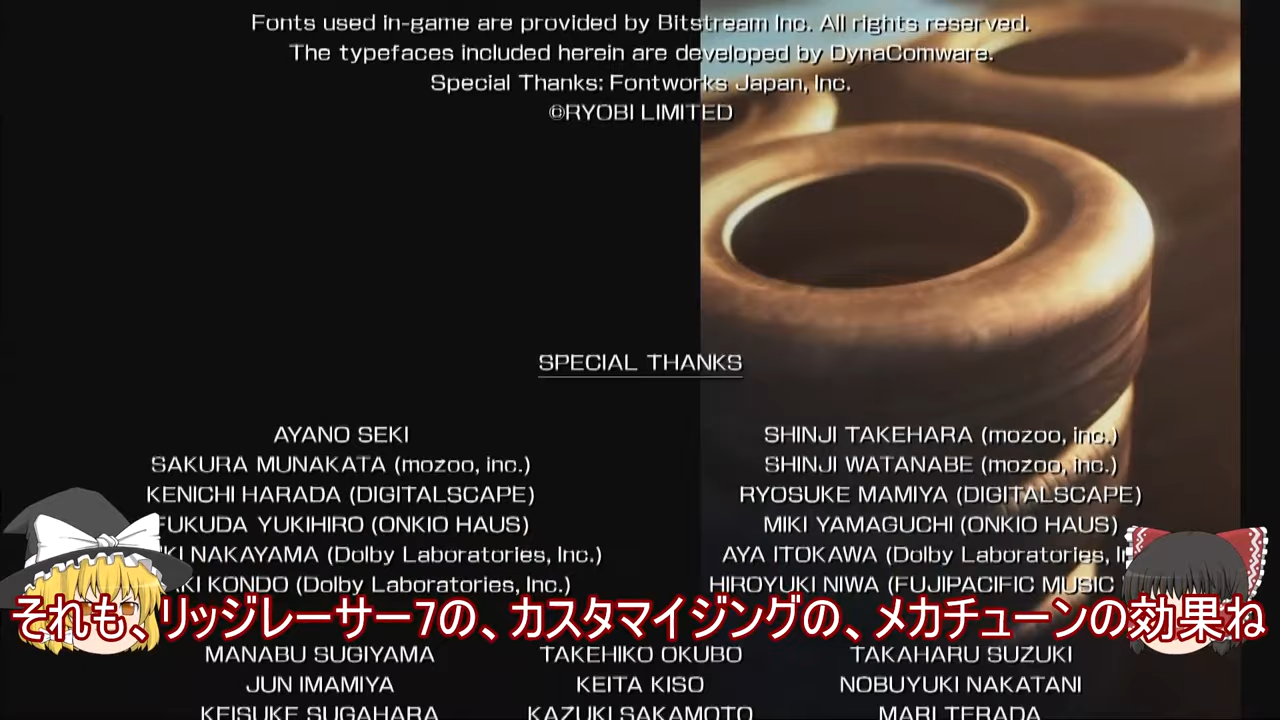 Fonts used in-game are provided by Bitstream Inc. All rights reserved.
The typefaces included herein are developed by DynaComware.
Special Thanks: Fontworks Japan, Inc.
©RYOBI LIMITED
SPECIAL THANKS
AYANO SEKI SHINJI TAKEHARA (mozoo, inc.)
SAKURA MUNAKATA (mozoo, inc.) SHINJI WATANABE (mozoo, inc.)
KENICHI HARADA (DIGITALSCAPE) RYOSUKE MAMIYA (DIGITALSCAPE)
FUKUDA YUKIHIRO (ONKIO HAUS) MIKI YAMAGUCHI (ONKIO HAUS)
NAKAYAMA (Dolby Laboratories, Inc.) AYA ITOKAWA (Dolby Laboratories,
KONDO (Dolby Laboratories, Inc.) HIROYUKI NIWA (FUJIPACIFIC MUSIC
それも、リッジレーサー7の、カスタマイジングの、メカチューンの効果ね
MANABU SUGIYAMA TAKEHIKO OKUBO TAKAHARU SUZUKI
JUN IMAMIYA KEITA KISO NOBUYUKI NAKATANI
KEISUKE SUGAHARA KAZUKI SAKAMOTO MARI TERADA